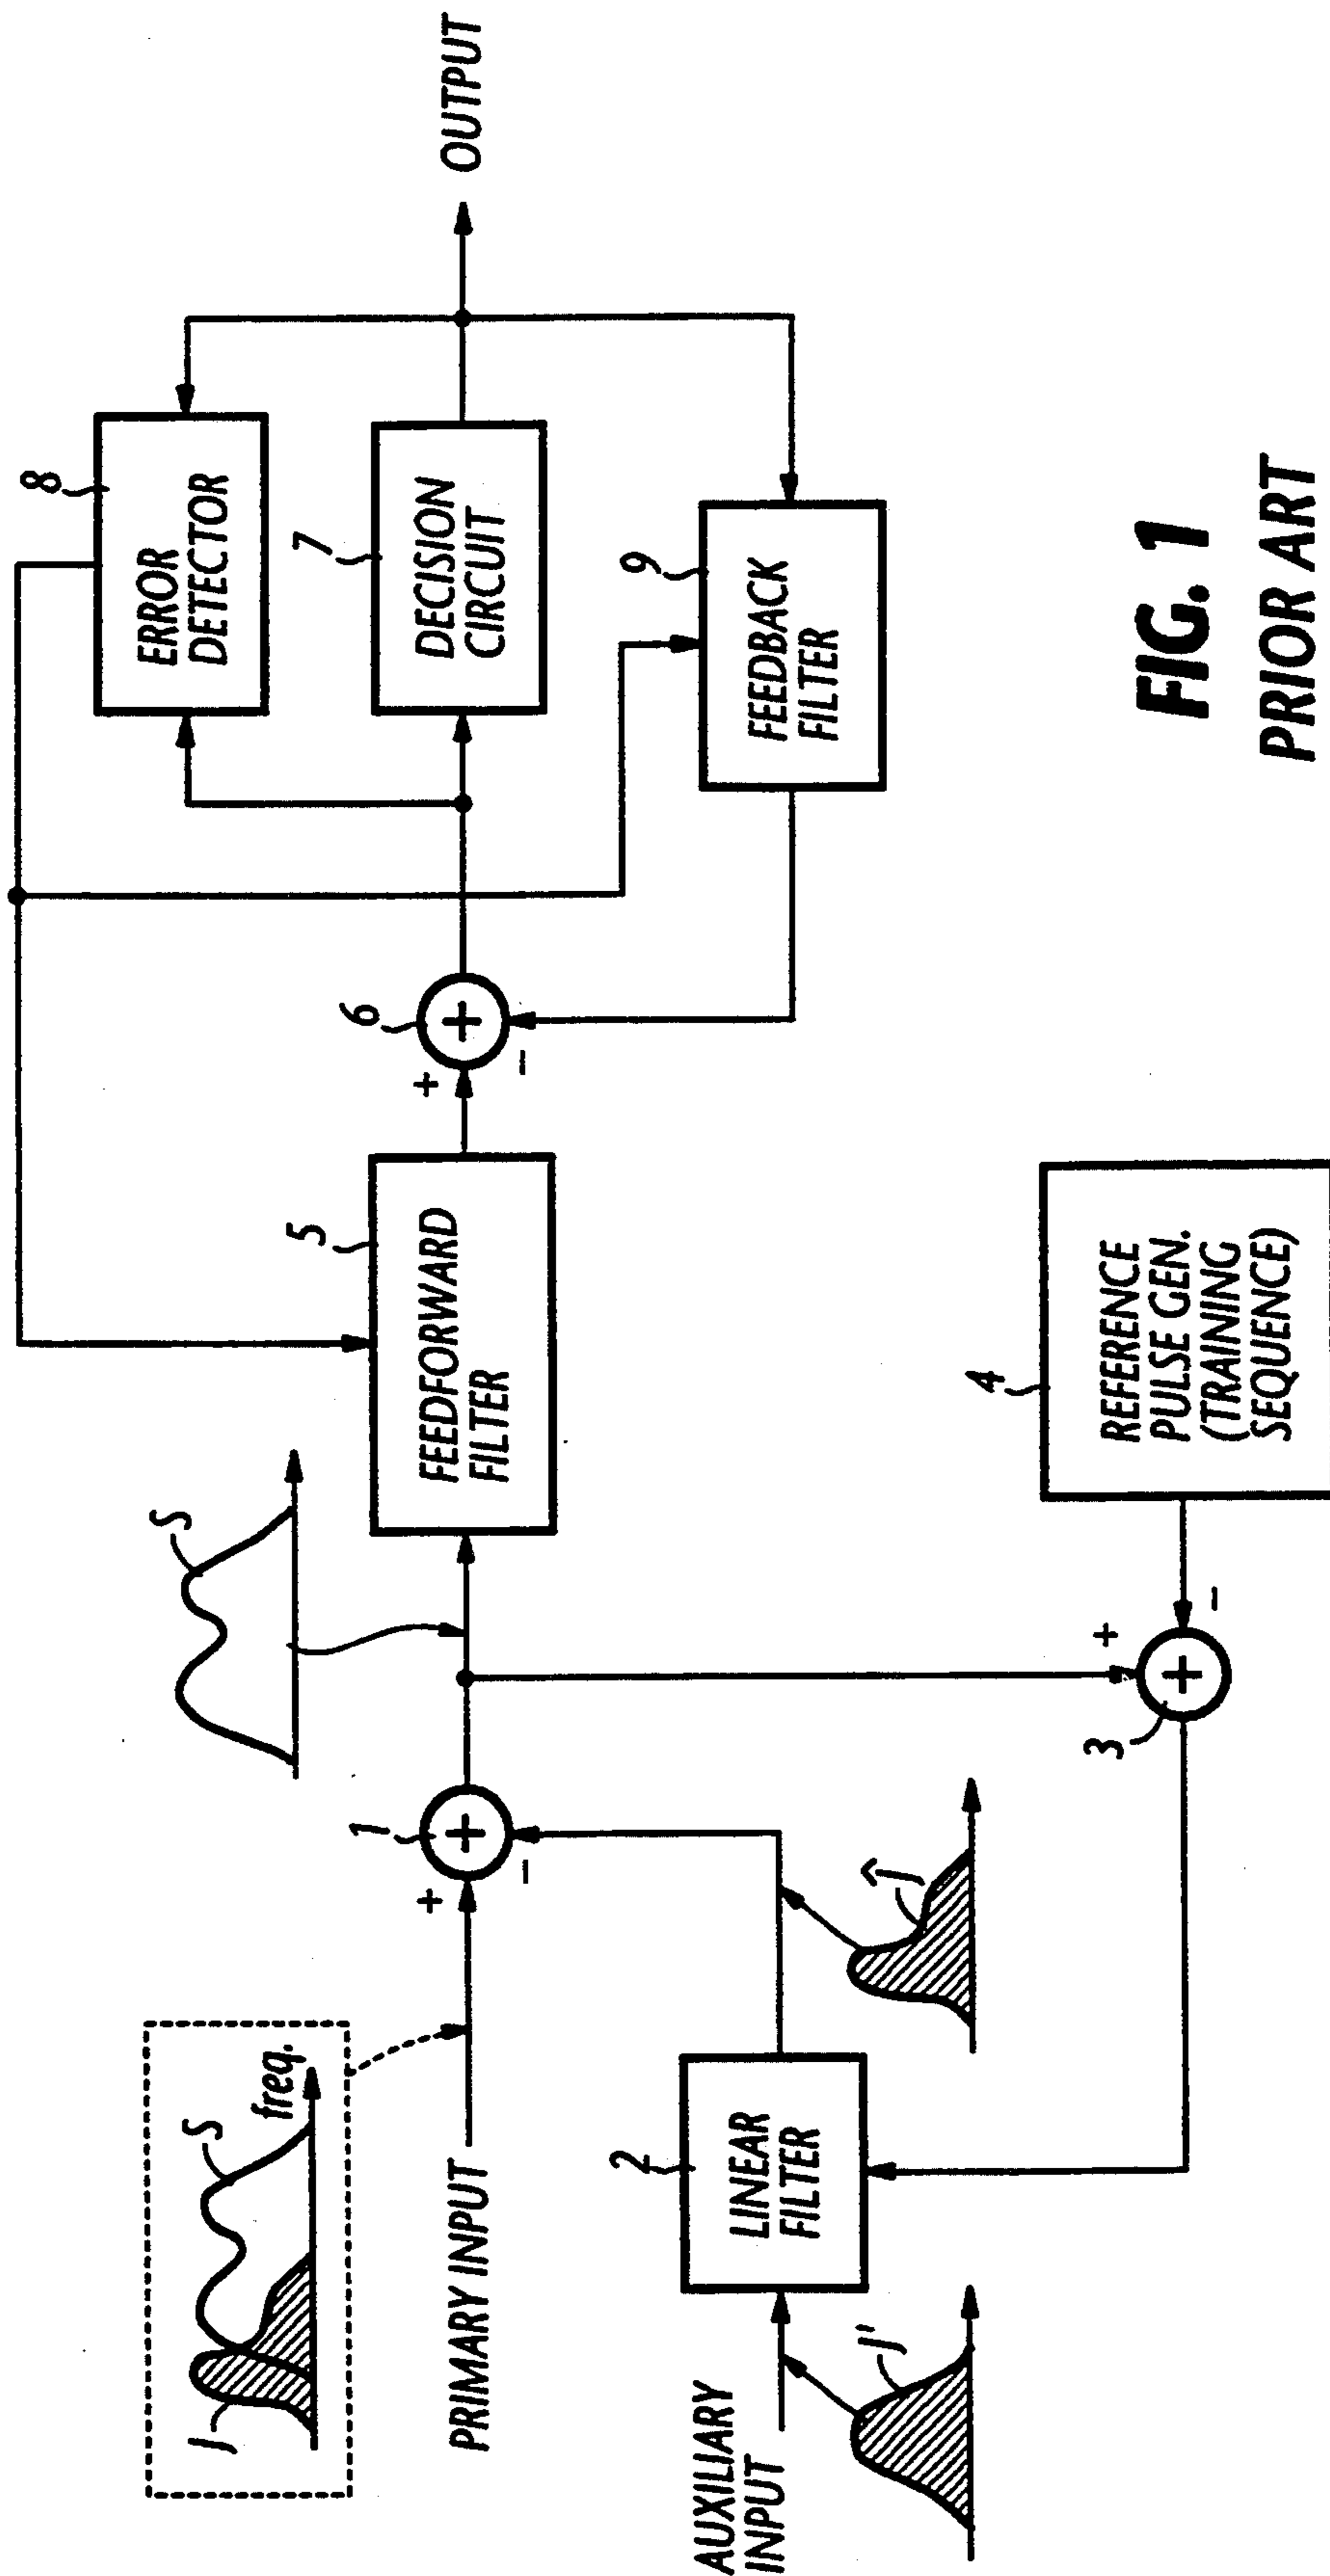 J
S
freq.
PRIMARY INPUT
+
-
1
+
S
5
FEEDFORWARD
FILTER
+
-
6
+
8
ERROR
DETECTOR
7
DECISION
CIRCUIT
9
FEEDBACK
FILTER
OUTPUT
AUXILIARY
INPUT
J'
2
LINEAR
FILTER
Ĵ
3
+
+
-
4
REFERENCE
PULSE GEN.
(TRAINING
SEQUENCE)
FIG. 1
PRIOR ART